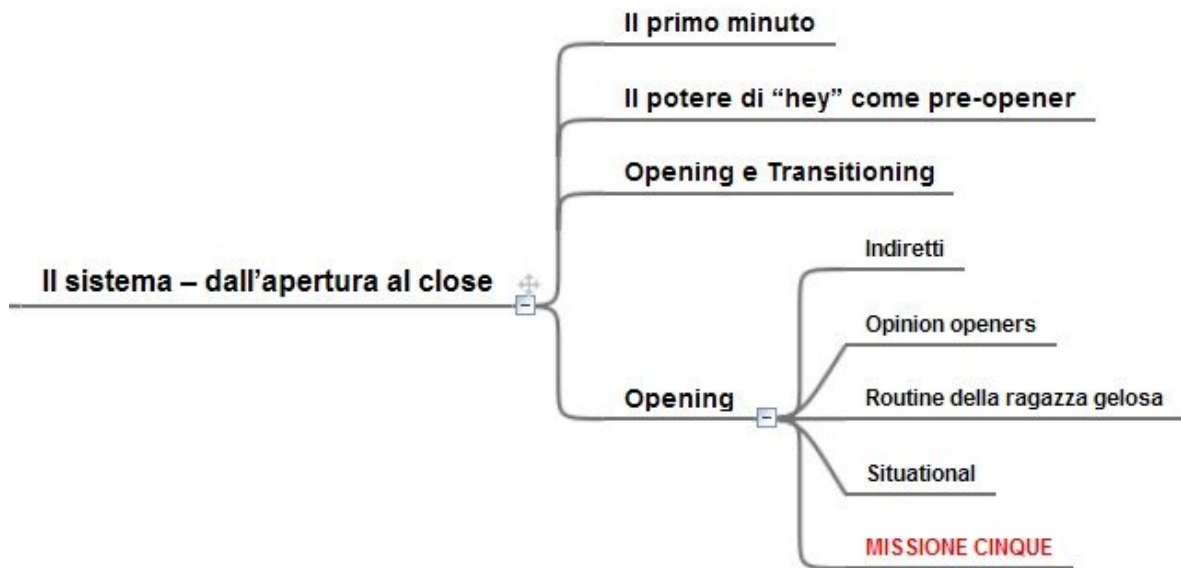 Il primo minuto
Il potere di “hey” come pre-opener
Opening e Transitioning
Il sistema – dall’apertura al close
Opening
Indiretti
Opinion openers
Routine della ragazza gelosa
Situational
MISSIONE CINQUE